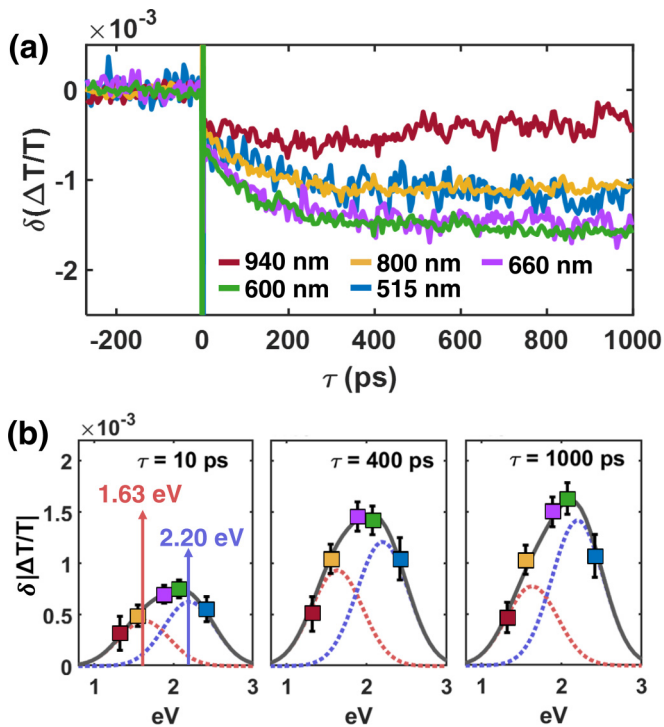 ×10⁻³
(a)
δ(ΔT/T)
0
-1
-2
940 nm 800 nm 660 nm
600 nm 515 nm
-200 0 200 400 600 800 1000
τ (ps)
(b)
×10⁻³
τ = 10 ps τ = 400 ps τ = 1000 ps
1.63 eV
2.20 eV
δ|ΔT/T|
2
1.5
1
0.5
0
1 2 3 1 2 3 1 2 3
eV eV eV